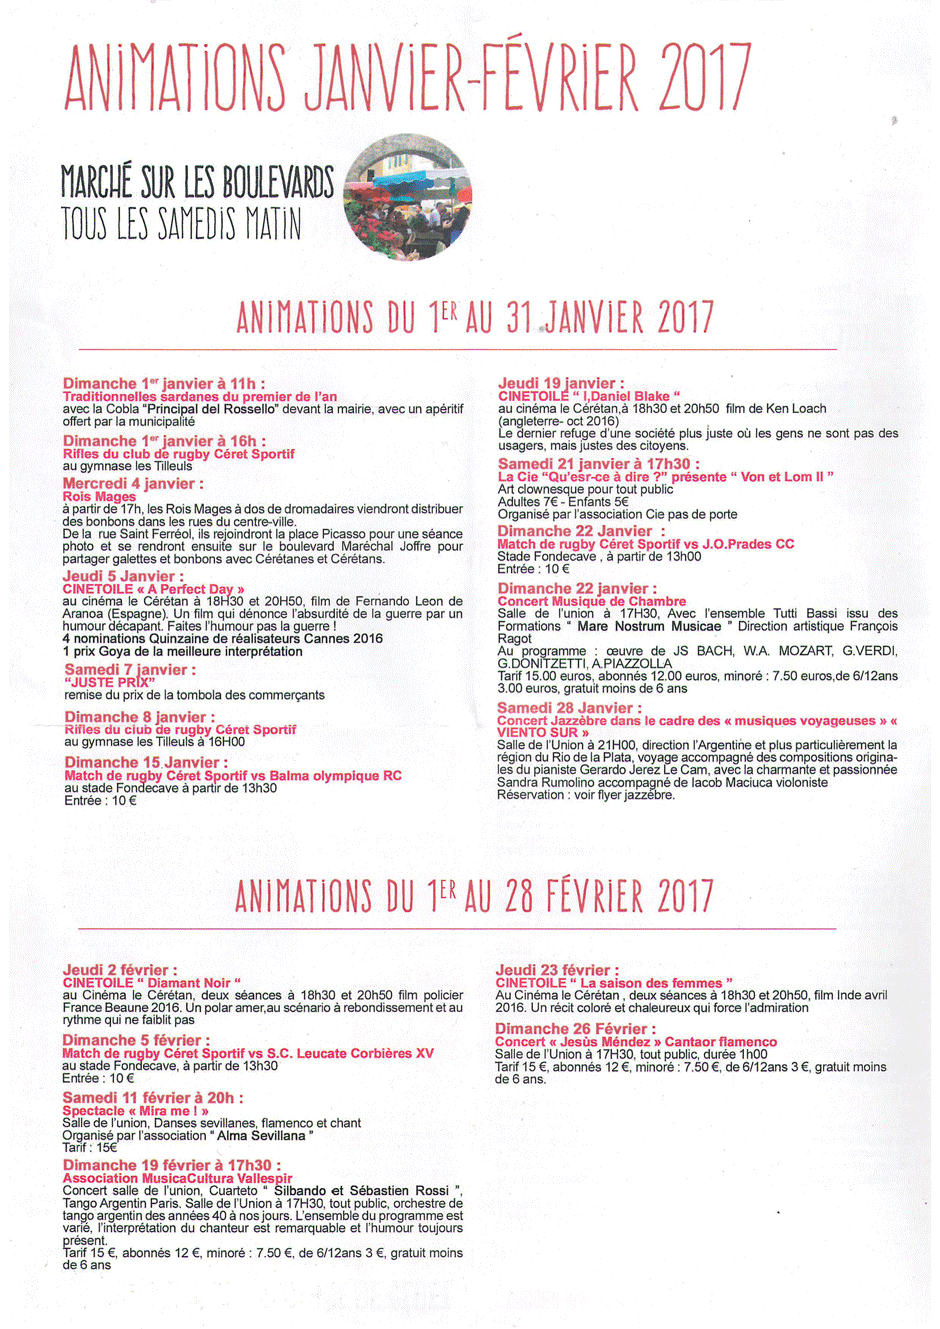 ANiMATiONS JANViER-FÉVRiER 2017
MARCHÉ SUR LES BOULEVARDS
TOUS LES SAMEDiS MATiN
ANiMATiONS DU 1ER AU 31 JANViER 2017
Dimanche 1er janvier à 11h :
Traditionnelles sardanes du premier de l'an
avec la Cobla "Principal del Rossello" devant la mairie, avec un apéritif
offert par la municipalité
Dimanche 1er janvier à 16h :
Rifles du club de rugby Céret Sportif
au gymnase les Tilleuls
Mercredi 4 janvier :
Rois Mages
à partir de 17h, les Rois Mages à dos de dromadaires viendront distribuer
des bonbons dans les rues du centre-ville.
De la rue Saint Ferréol, ils rejoindront la place Picasso pour une séance
photo et se rendront ensuite sur le boulevard Maréchal Joffre pour
partager galettes et bonbons avec Cérétanes et Cérétans.
Jeudi 5 Janvier :
CINETOILE « A Perfect Day »
au cinéma le Cérétan à 18H30 et 20H50, film de Fernando Leon de
Aranoa (Espagne). Un film qui dénonce l'absurdité de la guerre par un
humour décapant. Faites l'humour pas la guerre !
4 nominations Quinzaine de réalisateurs Cannes 2016
1 prix Goya de la meilleure interprétation
Samedi 7 janvier :
"JUSTE PRIX"
remise du prix de la tombola des commerçants
Dimanche 8 janvier :
Rifles du club de rugby Céret Sportif
au gymnase les Tilleuls à 16H00
Dimanche 15 Janvier :
Match de rugby Céret Sportif vs Balma olympique RC
au stade Fondecave à partir de 13h30
Entrée : 10 €
Jeudi 19 janvier :
CINETOILE " I,Daniel Blake "
au cinéma le Cérétan,à 18h30 et 20h50 film de Ken Loach
(angleterre- oct 2016)
Le dernier refuge d'une société plus juste où les gens ne sont pas des
usagers, mais justes des citoyens.
Samedi 21 janvier à 17h30 :
La Cie "Qu'esr-ce à dire ?" présente " Von et Lom II "
Art clownesque pour tout public
Adultes 7€ - Enfants 5€
Organisé par l'association Cie pas de porte
Dimanche 22 Janvier :
Match de rugby Céret Sportif vs J.O.Prades CC
Stade Fondecave , à partir de 13h00
Entrée : 10 €
Dimanche 22 janvier :
Concert Musique de Chambre
Salle de l'union à 17H30, Avec l'ensemble Tutti Bassi issu des
Formations " Mare Nostrum Musicae " Direction artistique François
Ragot
Au programme : œuvre de JS BACH, W.A. MOZART, G.VERDI,
G.DONITZETTI, A.PIAZZOLLA
Tarif 15.00 euros, abonnés 12.00 euros, minoré : 7.50 euros,de 6/12ans
3.00 euros, gratuit moins de 6 ans
Samedi 28 Janvier :
Concert Jazzèbre dans le cadre des « musiques voyageuses » «
VIENTO SUR »
Salle de l'Union à 21H00, direction l'Argentine et plus particulièrement la
région du Rio de la Plata, voyage accompagné des compositions origina-
les du pianiste Gerardo Jerez Le Cam, avec la charmante et passionnée
Sandra Rumolino accompagné de Iacob Maciuca violoniste
Réservation : voir flyer jazzèbre.
ANiMATiONS DU 1ER AU 28 FÉVRiER 2017
Jeudi 2 février :
CINETOILE " Diamant Noir "
au Cinéma le Cérétan, deux séances à 18h30 et 20h50 film policier
France Beaune 2016. Un polar amer,au scénario à rebondissement et au
rythme qui ne faiblit pas
Dimanche 5 février :
Match de rugby Céret Sportif vs S.C. Leucate Corbières XV
au stade Fondecave, à partir de 13h30
Entrée : 10 €
Samedi 11 février à 20h :
Spectacle « Mira me ! »
Salle de l'union, Danses sevillanes, flamenco et chant
Organisé par l'association " Alma Sevillana "
Tarif : 15€
Dimanche 19 février à 17h30 :
Association MusicaCultura Vallespir
Concert salle de l'union, Cuarteto " Silbando et Sébastien Rossi ",
Tango Argentin Paris. Salle de l'Union à 17H30, tout public, orchestre de
tango argentin des années 40 à nos jours. L'ensemble du programme est
varié, l'interprétation du chanteur est remarquable et l'humour toujours
présent.
Tarif 15 €, abonnés 12 €, minoré : 7.50 €, de 6/12ans 3 €, gratuit moins
de 6 ans
Jeudi 23 février :
CINETOILE " La saison des femmes "
Au Cinéma le Cérétan , deux séances à 18h30 et 20h50, film Inde avril
2016. Un récit coloré et chaleureux qui force l'admiration
Dimanche 26 Février :
Concert « Jesùs Méndez » Cantaor flamenco
Salle de l'Union à 17H30, tout public, durée 1h00
Tarif 15 €, abonnés 12 €, minoré : 7.50 €, de 6/12ans 3 €, gratuit moins
de 6 ans.